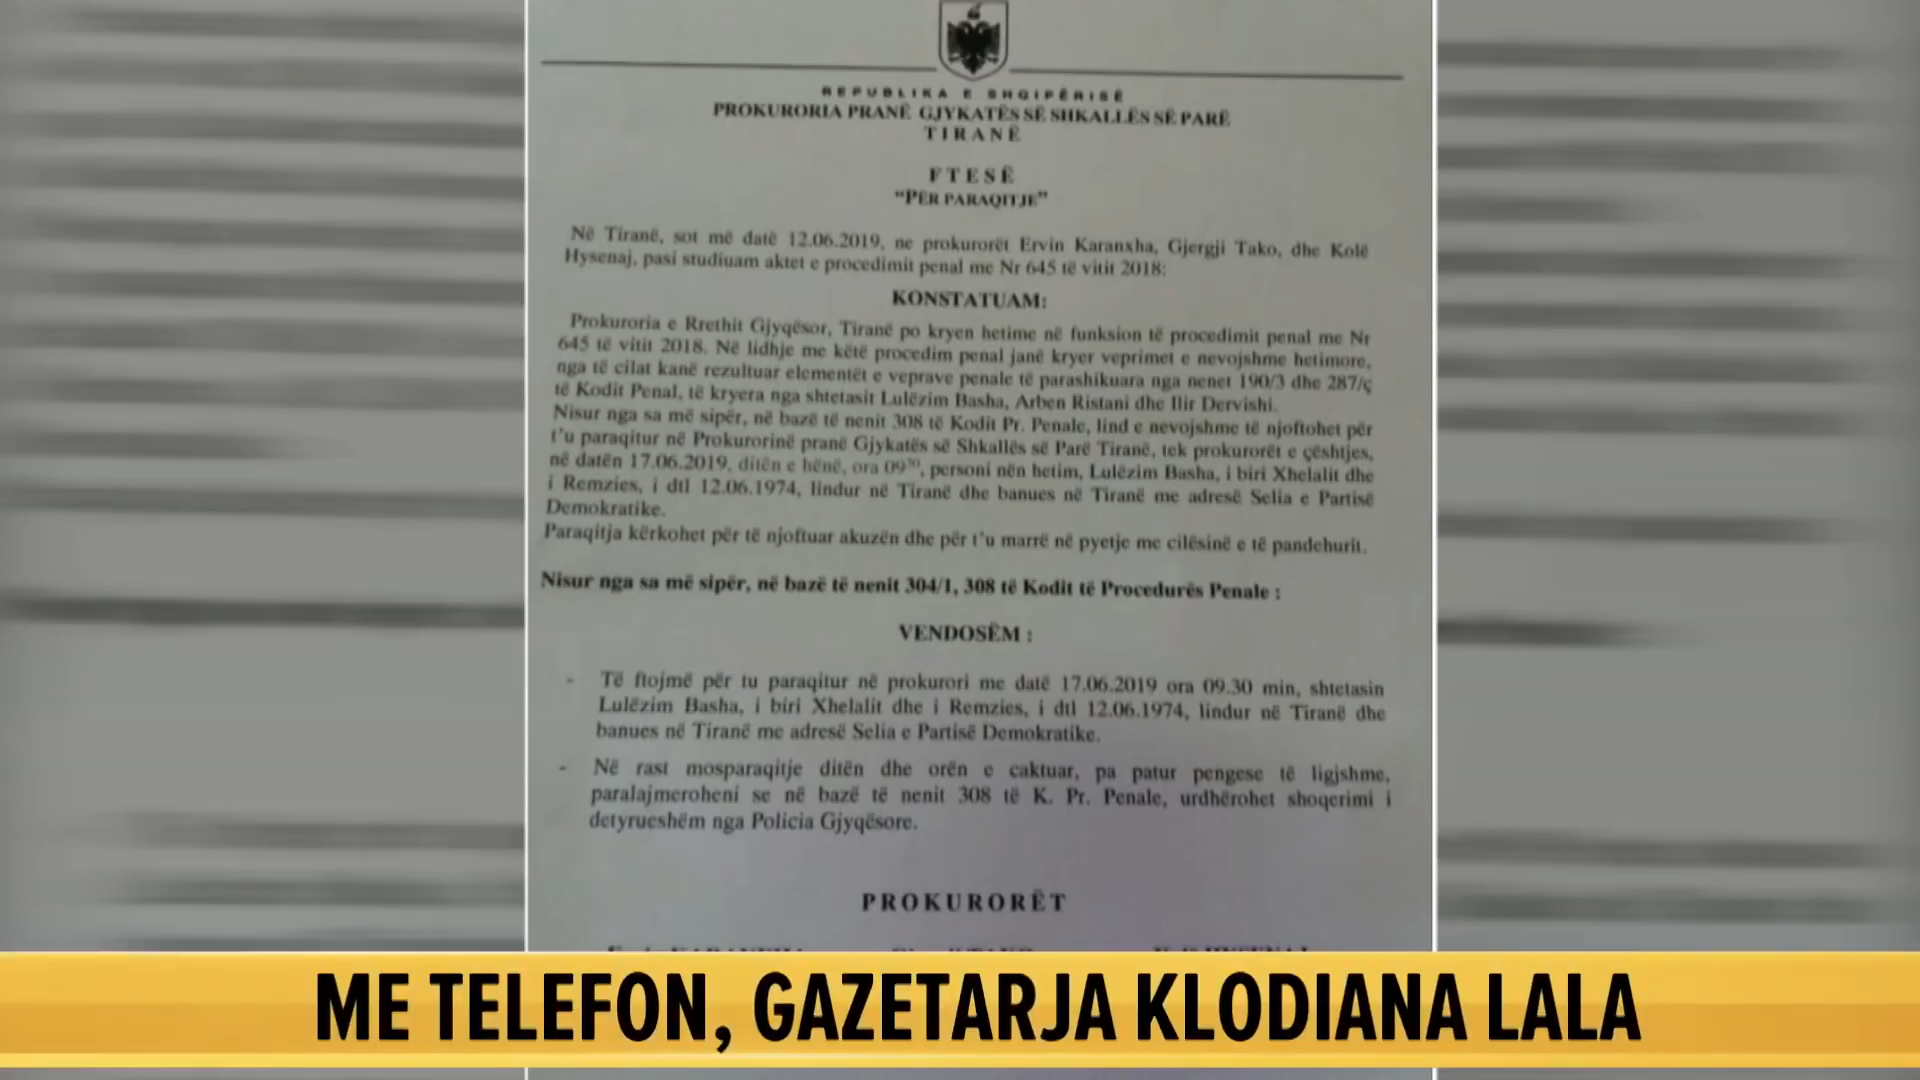 REPUBLIKA E SHQIPËRISË
PROKURORIA PRANË GJYKATËS SË SHKALLËS SË PARË
TIRANË
FTESË
“PËR PARAQITJE”
Në Tiranë, sot më datë 12.06.2019, ne prokurorët Ervin Karanxha, Gjergji Tako, dhe Kolë
Hysenaj, pasi studiuam aktet e procedimit penal me Nr 645 të vitit 2018:
KONSTATUAM:
Prokuroria e Rrethit Gjyqësor, Tiranë po kryen hetime në funksion të procedimit penal me Nr
645 të vitit 2018. Në lidhje me këtë procedim penal janë kryer veprimet e nevojshme hetimore,
nga të cilat kanë rezultuar elementët e veprave penale të parashikuara nga nenet 190/3 dhe 287/ç
të Kodit Penal, të kryera nga shtetasit Lulëzim Basha, Arben Ristani dhe Ilir Dervishi.
Nisur nga sa më sipër, në bazë të nenit 308 të Kodit Pr. Penale, lind e nevojshme të njoftohet për
t’u paraqitur në Prokurorinë pranë Gjykatës së Shkallës së Parë Tiranë, tek prokurorët e çështjes,
në datën 17.06.2019, ditën e hënë, ora 09³⁰, personi nën hetim, Lulëzim Basha, i biri Xhelalit dhe
i Remzies, i dtl 12.06.1974, lindur në Tiranë dhe banues në Tiranë me adresë Selia e Partisë
Demokratike.
Paraqitja kërkohet për të njoftuar akuzën dhe për t’u marrë në pyetje me cilësinë e të pandehurit.
Nisur nga sa më sipër, në bazë të nenit 304/1, 308 të Kodit të Procedurës Penale :
VENDOSËM :
- Të ftojmë për tu paraqitur në prokurori me datë 17.06.2019 ora 09.30 min, shtetasin
Lulëzim Basha, i biri Xhelalit dhe i Remzies, i dtl 12.06.1974, lindur në Tiranë dhe
banues në Tiranë me adresë Selia e Partisë Demokratike.
- Në rast mosparaqitje ditën dhe orën e caktuar, pa patur pengese të ligjshme,
paralajmeroheni se në bazë të nenit 308 të K. Pr. Penale, urdhërohet shoqerimi i
detyrueshëm nga Policia Gjyqësore.
PROKURORËT
ME TELEFON, GAZETARJA KLODIANA LALA